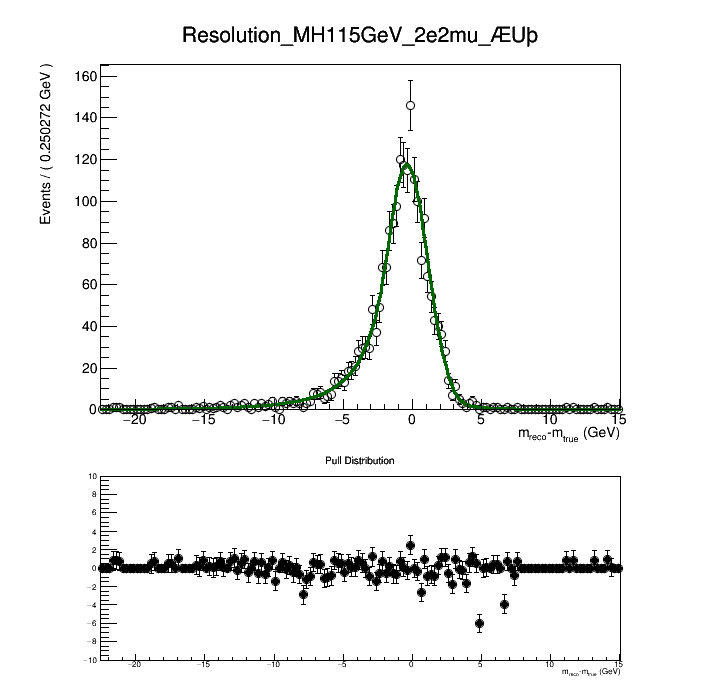 Resolution_MH115GeV_2e2mu_ÆUþ
Events / ( 0.250272 GeV )
160
140
120
100
80
60
40
20
0
−20 −15 −10 −5 0 5 10 15
m_reco-m_true (GeV)
Pull Distribution
10
8
6
4
2
0
−2
−4
−6
−8
−10
−20 −15 −10 −5 0 5 10 15
m_reco-m_true (GeV)